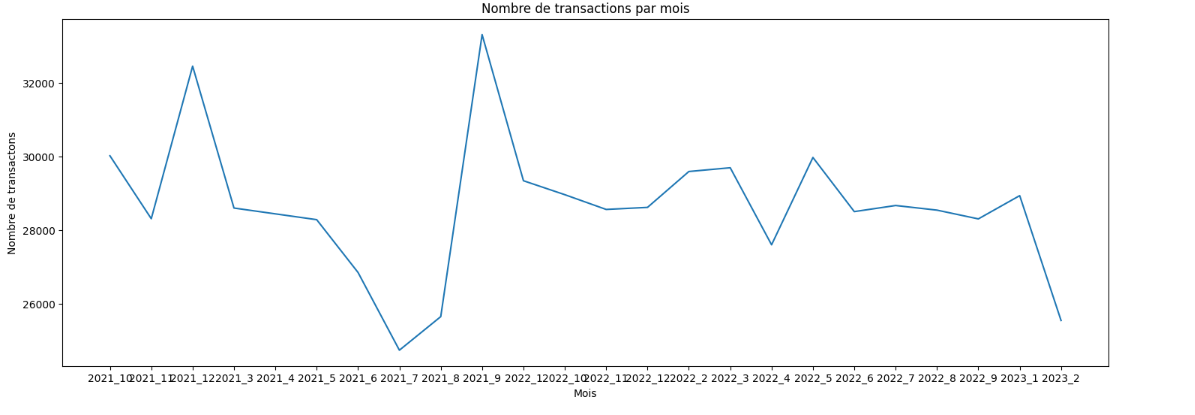 Nombre de transactions par mois
Nombre de transactons
32000
30000
28000
26000
2021_10 2021_11 2021_12 2021_3 2021_4 2021_5 2021_6 2021_7 2021_8 2021_9 2022_1 2022_10 2022_11 2022_12 2022_2 2022_3 2022_4 2022_5 2022_6 2022_7 2022_8 2022_9 2023_1 2023_2
Mois